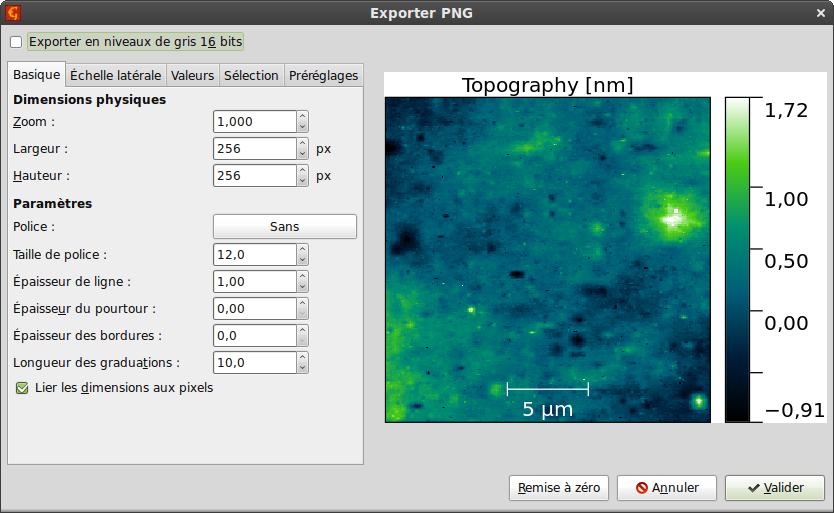 Exporter PNG
Exporter en niveaux de gris 16 bits
Basique Échelle latérale Valeurs Sélection Préréglages
Dimensions physiques
Zoom : 1,000
Largeur : 256 px
Hauteur : 256 px
Paramètres
Police : Sans
Taille de police : 12,0
Épaisseur de ligne : 1,00
Épaisseur du pourtour : 0,00
Épaisseur des bordures : 0,0
Longueur des graduations : 10,0
Lier les dimensions aux pixels
Topography [nm]
1,72
1,00
0,50
0,00
−0,91
5 μm
Remise à zéro Annuler Valider